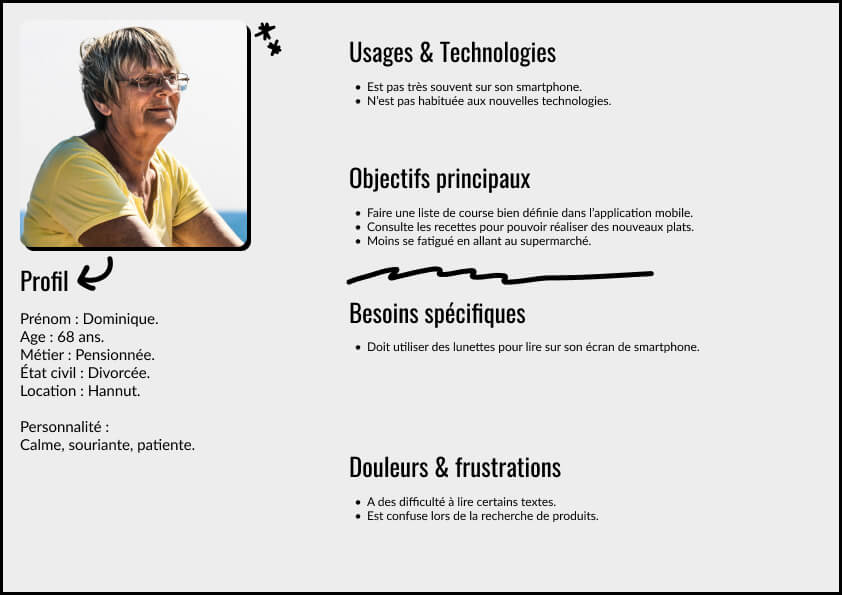 Profil
Prénom : Dominique.
Age : 68 ans.
Métier : Pensionnée.
État civil : Divorcée.
Location : Hannut.
Personnalité :
Calme, souriante, patiente.
Usages & Technologies
• Est pas très souvent sur son smartphone.
• N'est pas habituée aux nouvelles technologies.
Objectifs principaux
• Faire une liste de course bien définie dans l'application mobile.
• Consulte les recettes pour pouvoir réaliser des nouveaux plats.
• Moins se fatigué en allant au supermarché.
Besoins spécifiques
• Doit utiliser des lunettes pour lire sur son écran de smartphone.
Douleurs & frustrations
• A des difficulté à lire certains textes.
• Est confuse lors de la recherche de produits.